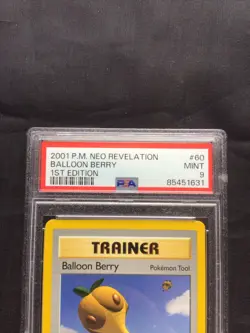 2001 P.M. NEO REVELATION #60
BALLOON BERRY MINT
1ST EDITION 9
PSA 85451631
TRAINER
Balloon Berry Pokémon Tool